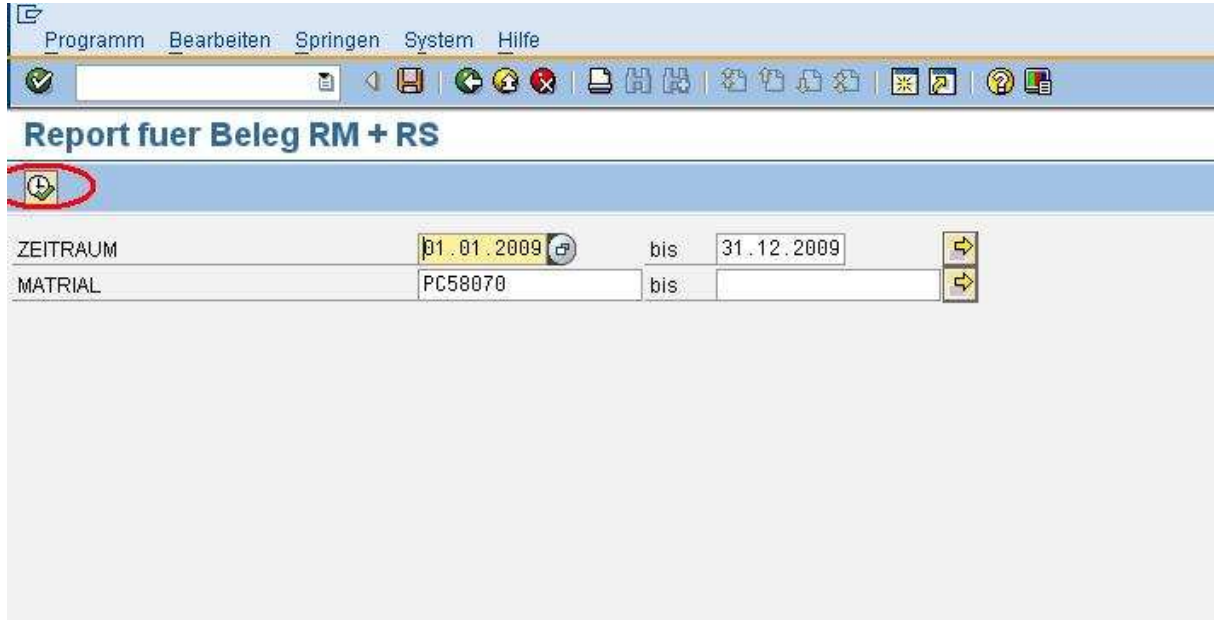 Programm Bearbeiten Springen System Hilfe
Report fuer Beleg RM + RS
ZEITRAUM 01.01.2009 bis 31.12.2009
MATRIAL PC58070 bis